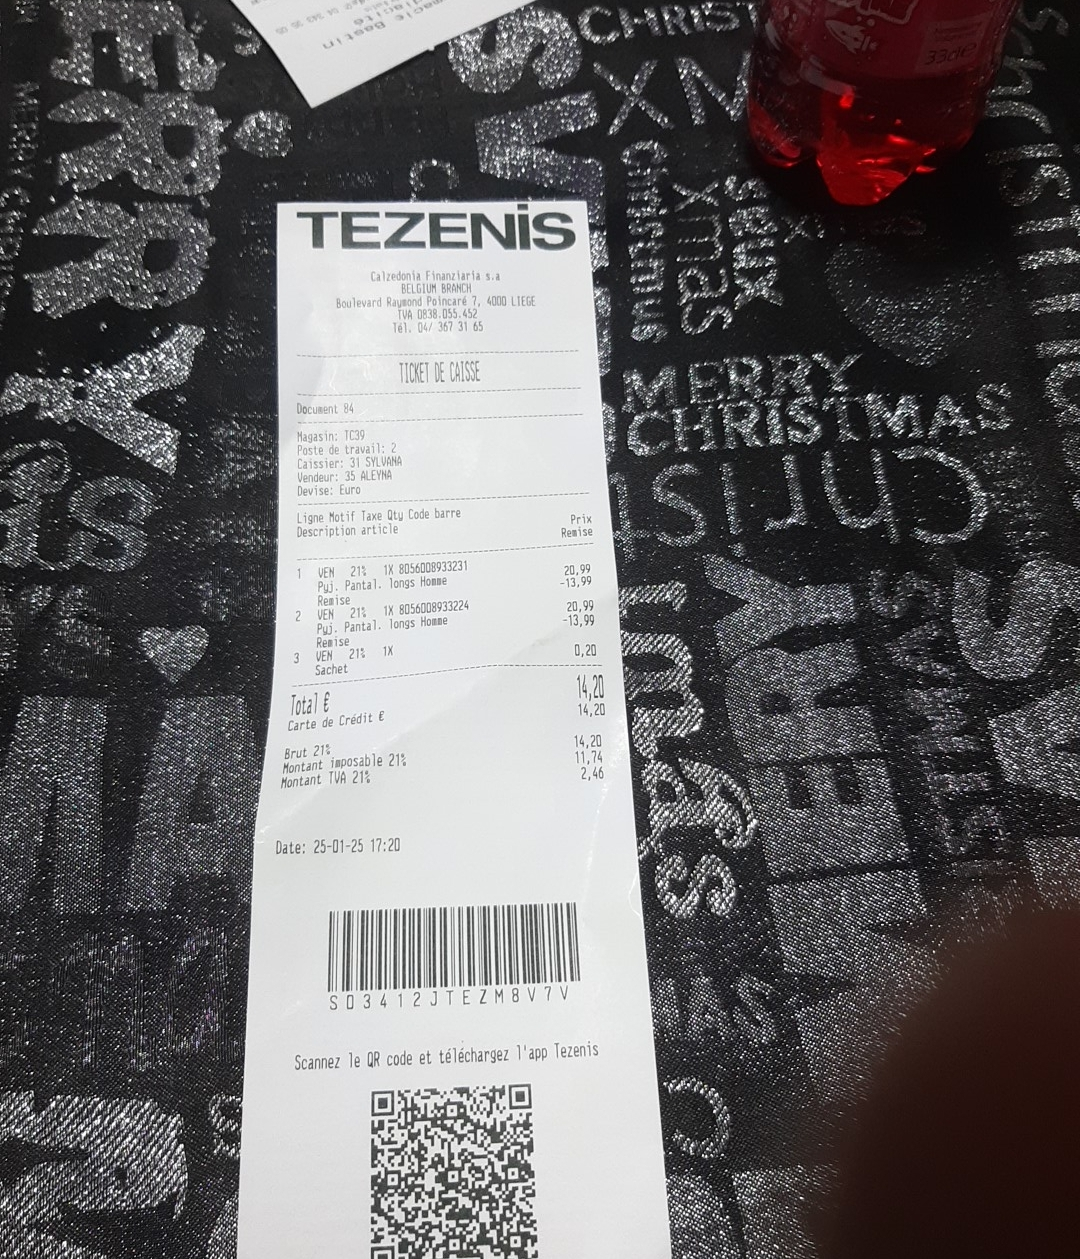 TEZENIS
Calzedonia Finanziaria s.a
BELGIUM BRANCH
Boulevard Raymond Poincaré 7, 4000 LIEGE
TVA 0838.055.452
Tél. 04/ 367 31 65
TICKET DE CAISSE
Document 84
Magasin: TC39
Poste de travail: 2
Caissier: 31 SYLVANA
Vendeur: 35 ALEYNA
Devise: Euro
Ligne Motif Taxe Qty Code barre Prix
Description article Remise
1 VEN 21% 1X 8056008933231 20,99
Pyj. Pantal. longs Homme -13,99
Remise
2 VEN 21% 1X 8056008933224 20,99
Pyj. Pantal. longs Homme -13,99
Remise
3 VEN 21% 1X 0,20
Sachet
Total € 14,20
Carte de Crédit € 14,20
Brut 21% 14,20
Montant imposable 21% 11,74
Montant TVA 21% 2,46
Date: 25-01-25 17:20
S03412JTEZM8V7V
Scannez le QR code et téléchargez l'app Tezenis
Bastin
33cl e
CHRIST
XM
Christmas
xmas
MERRY
CHRISTMAS
christ
ERRY